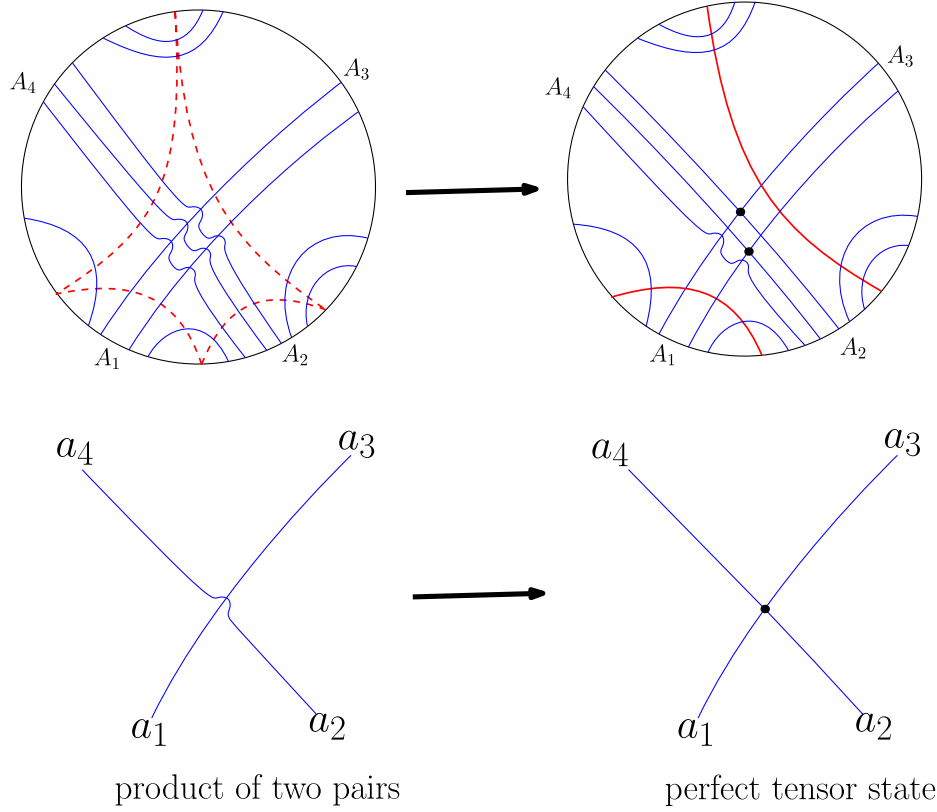 A₃
A₃
A₄
A₄
A₂
A₁
A₂
A₁
a₃
a₃
a₄
a₄
a₂
a₂
a₁
a₁
product of two pairs
perfect tensor state